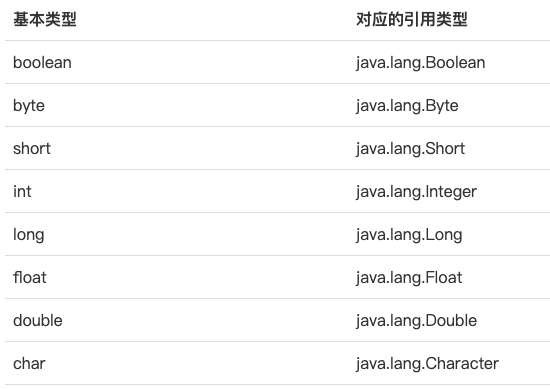 基本类型 对应的引用类型
boolean java.lang.Boolean
byte java.lang.Byte
short java.lang.Short
int java.lang.Integer
long java.lang.Long
float java.lang.Float
double java.lang.Double
char java.lang.Character